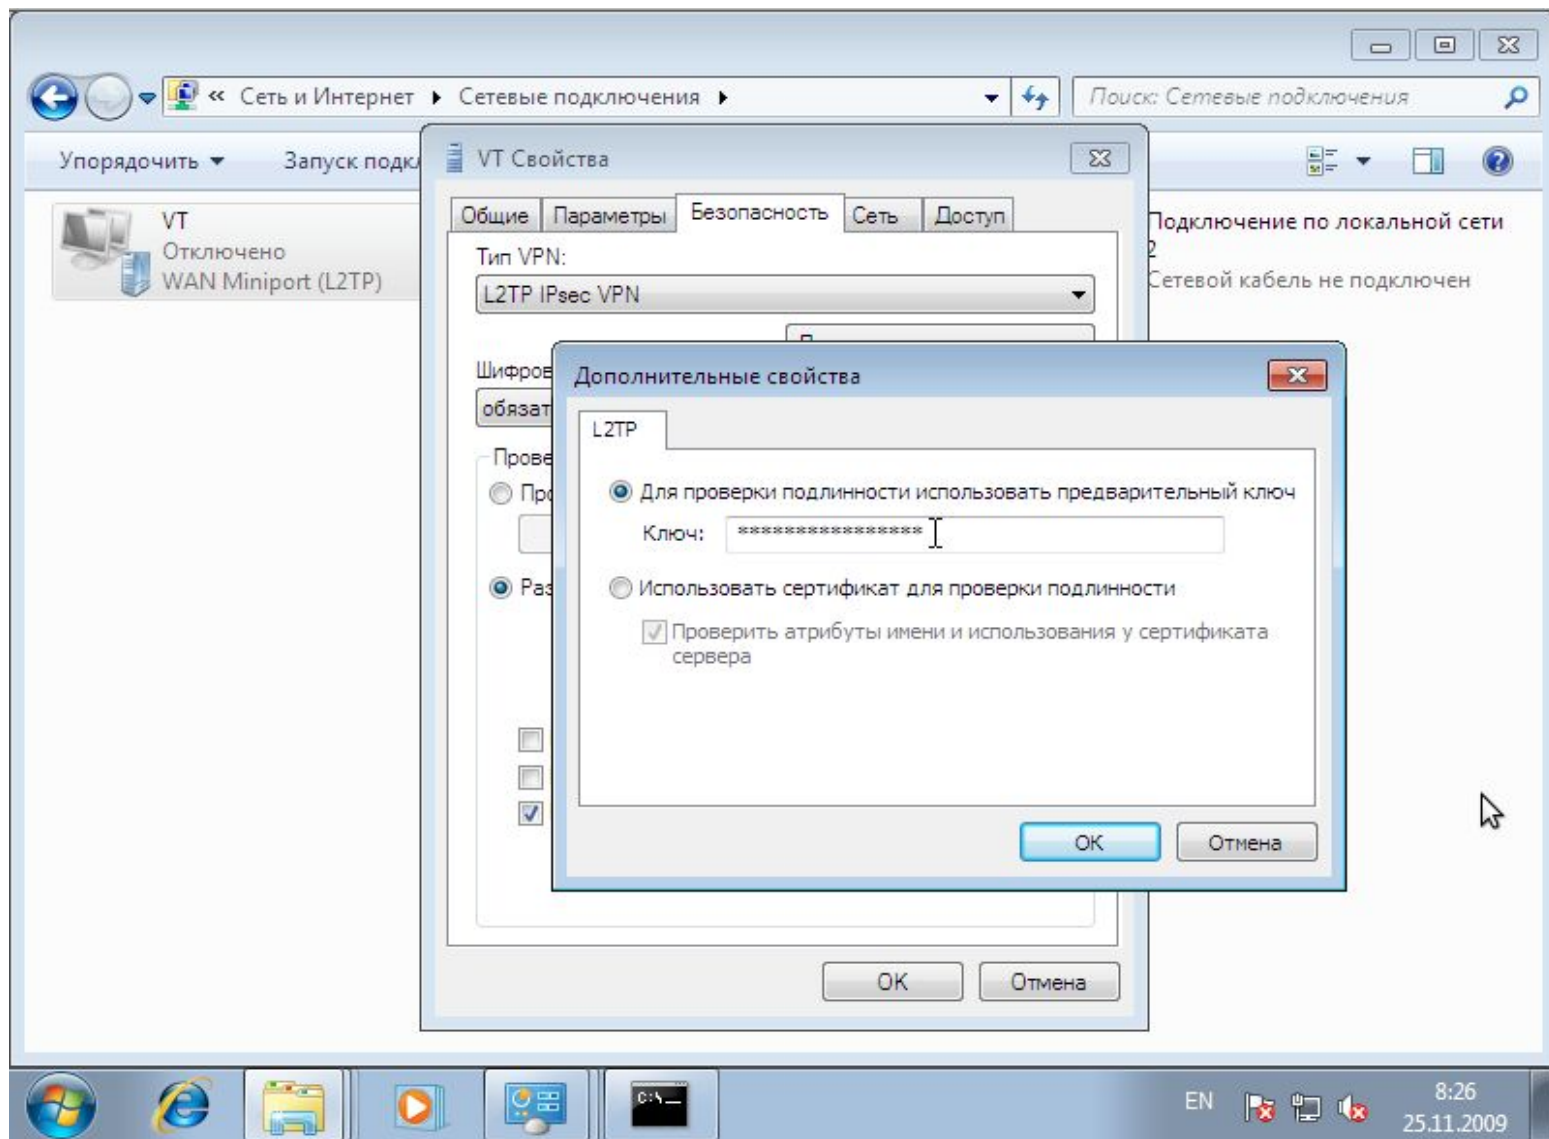 « Сеть и Интернет Сетевые подключения
Поиск: Сетевые подключения
Упорядочить
Запуск
VT
Отключено
WAN Miniport (L2TP)
Подключение по локальной сети
2
Сетевой кабель не подключен
VT Свойства
Общие Параметры Безопасность Сеть Доступ
Тип VPN:
L2TP IPsec VPN
Дополнительные свойства
L2TP
Для проверки подлинности использовать предварительный ключ
Ключ: ****************
Использовать сертификат для проверки подлинности
Проверить атрибуты имени и использования у сертификата
сервера
OK Отмена
OK Отмена
C:\_
EN
8:26
25.11.2009